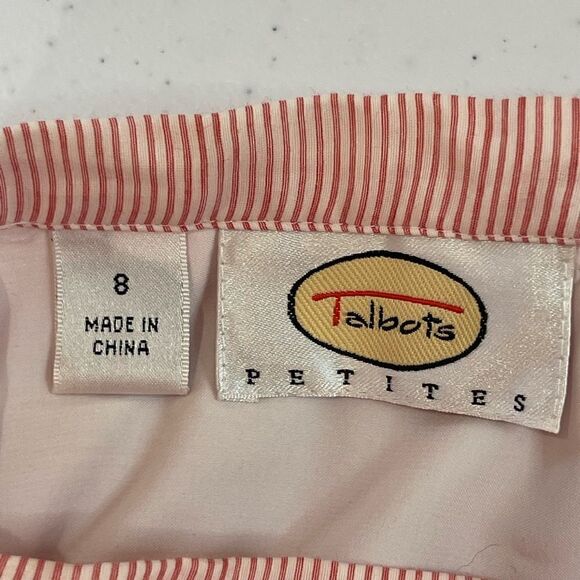 8
MADE IN
CHINA
Talbots
PETITES